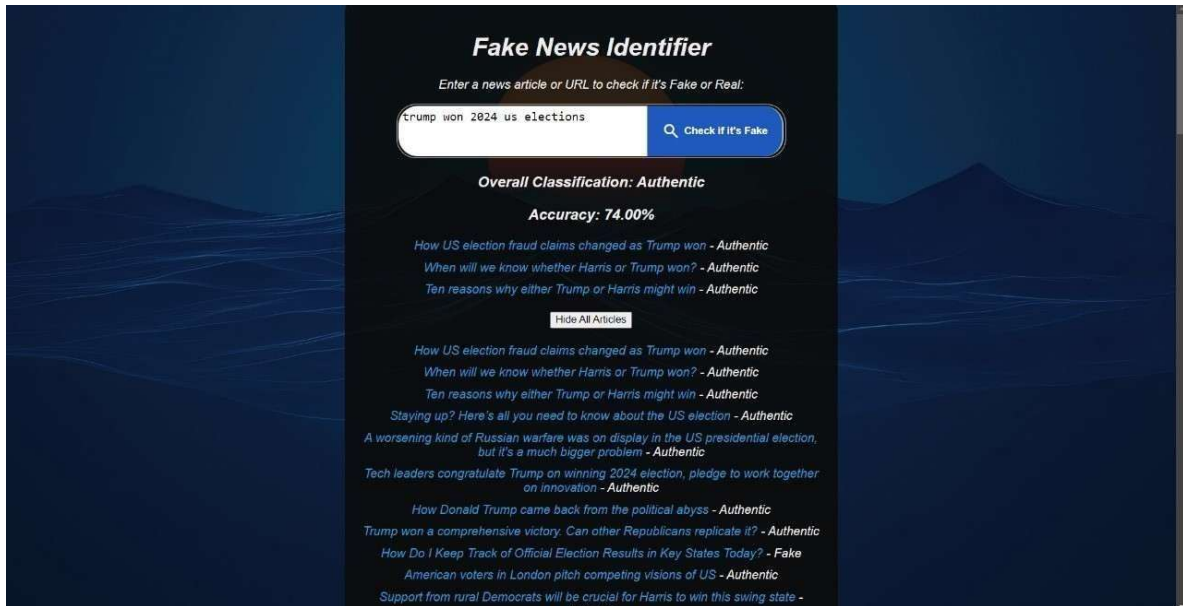 Fake News Identifier
Enter a news article or URL to check if it's Fake or Real:
trump won 2024 us elections
Check if it's Fake
Overall Classification: Authentic
Accuracy: 74.00%
How US election fraud claims changed as Trump won - Authentic
When will we know whether Harris or Trump won? - Authentic
Ten reasons why either Trump or Harris might win - Authentic
Hide All Articles
How US election fraud claims changed as Trump won - Authentic
When will we know whether Harris or Trump won? - Authentic
Ten reasons why either Trump or Harris might win - Authentic
Staying up? Here's all you need to know about the US election - Authentic
A worsening kind of Russian warfare was on display in the US presidential election,
but it's a much bigger problem - Authentic
Tech leaders congratulate Trump on winning 2024 election, pledge to work together
on innovation - Authentic
How Donald Trump came back from the political abyss - Authentic
Trump won a comprehensive victory. Can other Republicans replicate it? - Authentic
How Do I Keep Track of Official Election Results in Key States Today? - Fake
American voters in London pitch competing visions of US - Authentic
Support from rural Democrats will be crucial for Harris to win this swing state -